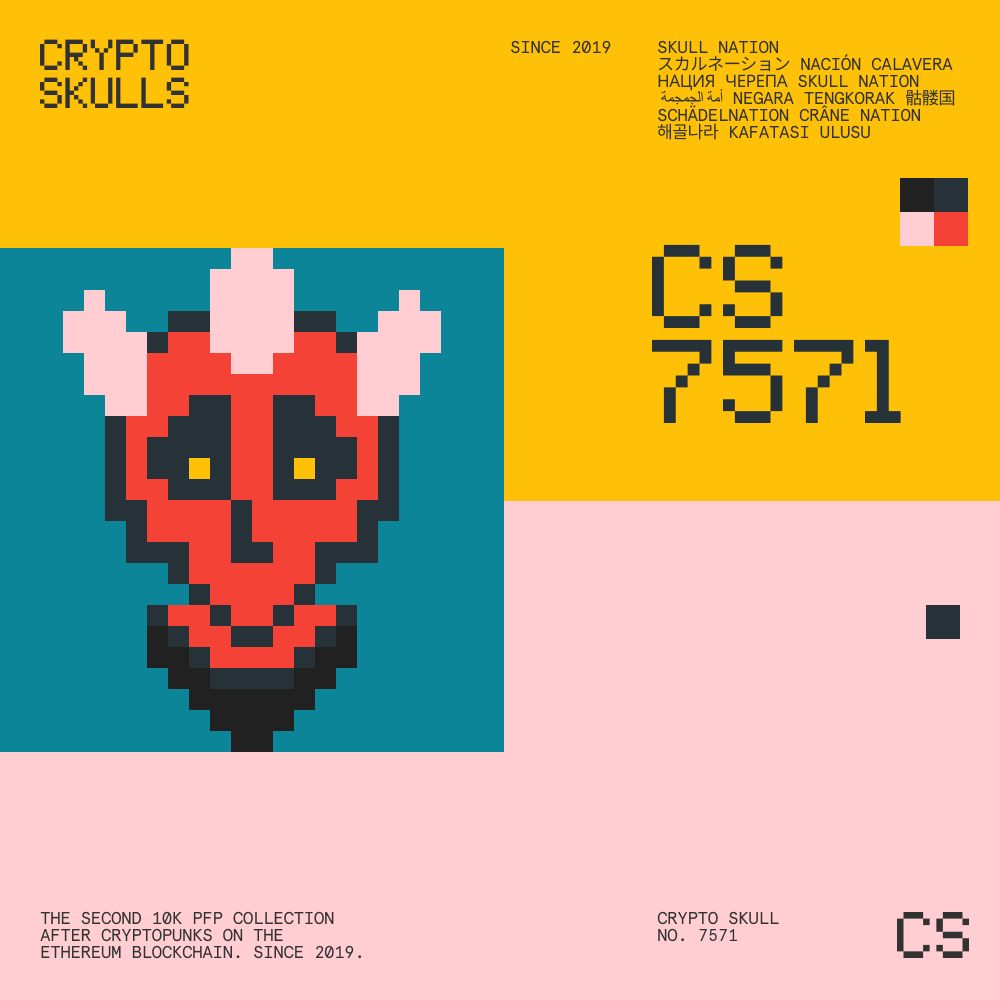 CRYPTO
SKULLS
SINCE 2019
SKULL NATION
スカルネーション NACIÓN CALAVERA
НАЦИЯ ЧЕРЕПА SKULL NATION
أمة الجمجمة NEGARA TENGKORAK 骷髅国
SCHÄDELNATION CRÂNE NATION
해골나라 KAFATASI ULUSU
CS
7571
THE SECOND 10K PFP COLLECTION
AFTER CRYPTOPUNKS ON THE
ETHEREUM BLOCKCHAIN. SINCE 2019.
CRYPTO SKULL
NO. 7571
CS